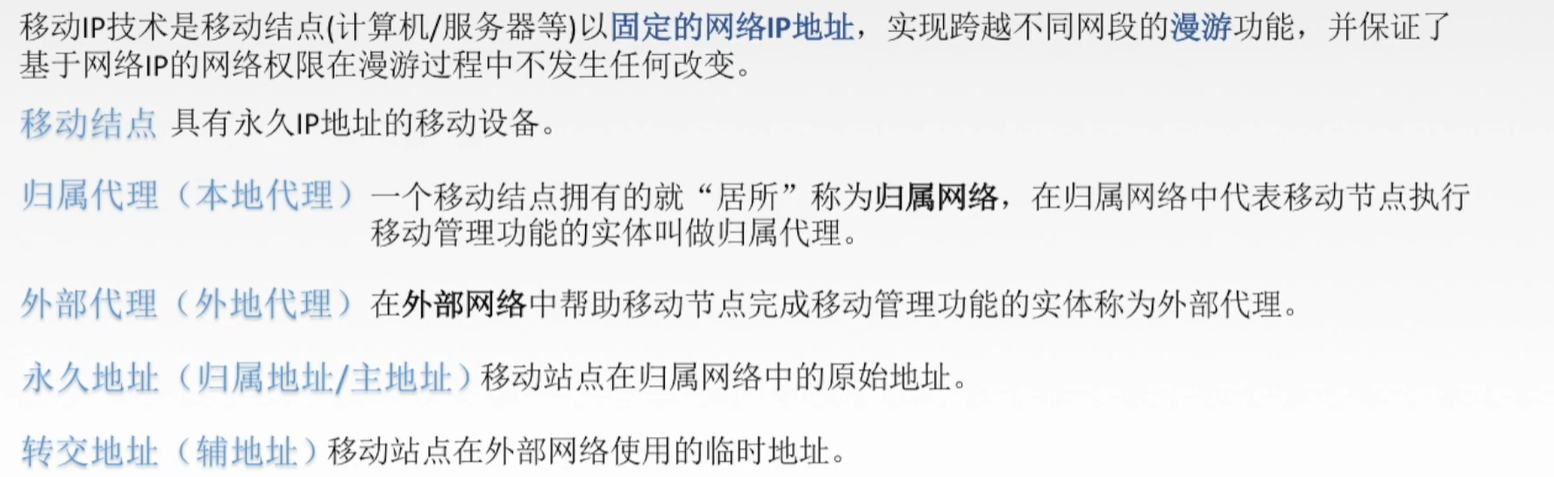 移动IP技术是移动结点(计算机/服务器等)以固定的网络IP地址，实现跨越不同网段的漫游功能，并保证了
基于网络IP的网络权限在漫游过程中不发生任何改变。
移动结点 具有永久IP地址的移动设备。
归属代理（本地代理）一个移动结点拥有的就“居所”称为归属网络，在归属网络中代表移动节点执行
移动管理功能的实体叫做归属代理。
外部代理（外地代理）在外部网络中帮助移动节点完成移动管理功能的实体称为外部代理。
永久地址（归属地址/主地址）移动站点在归属网络中的原始地址。
转交地址（辅地址）移动站点在外部网络使用的临时地址。